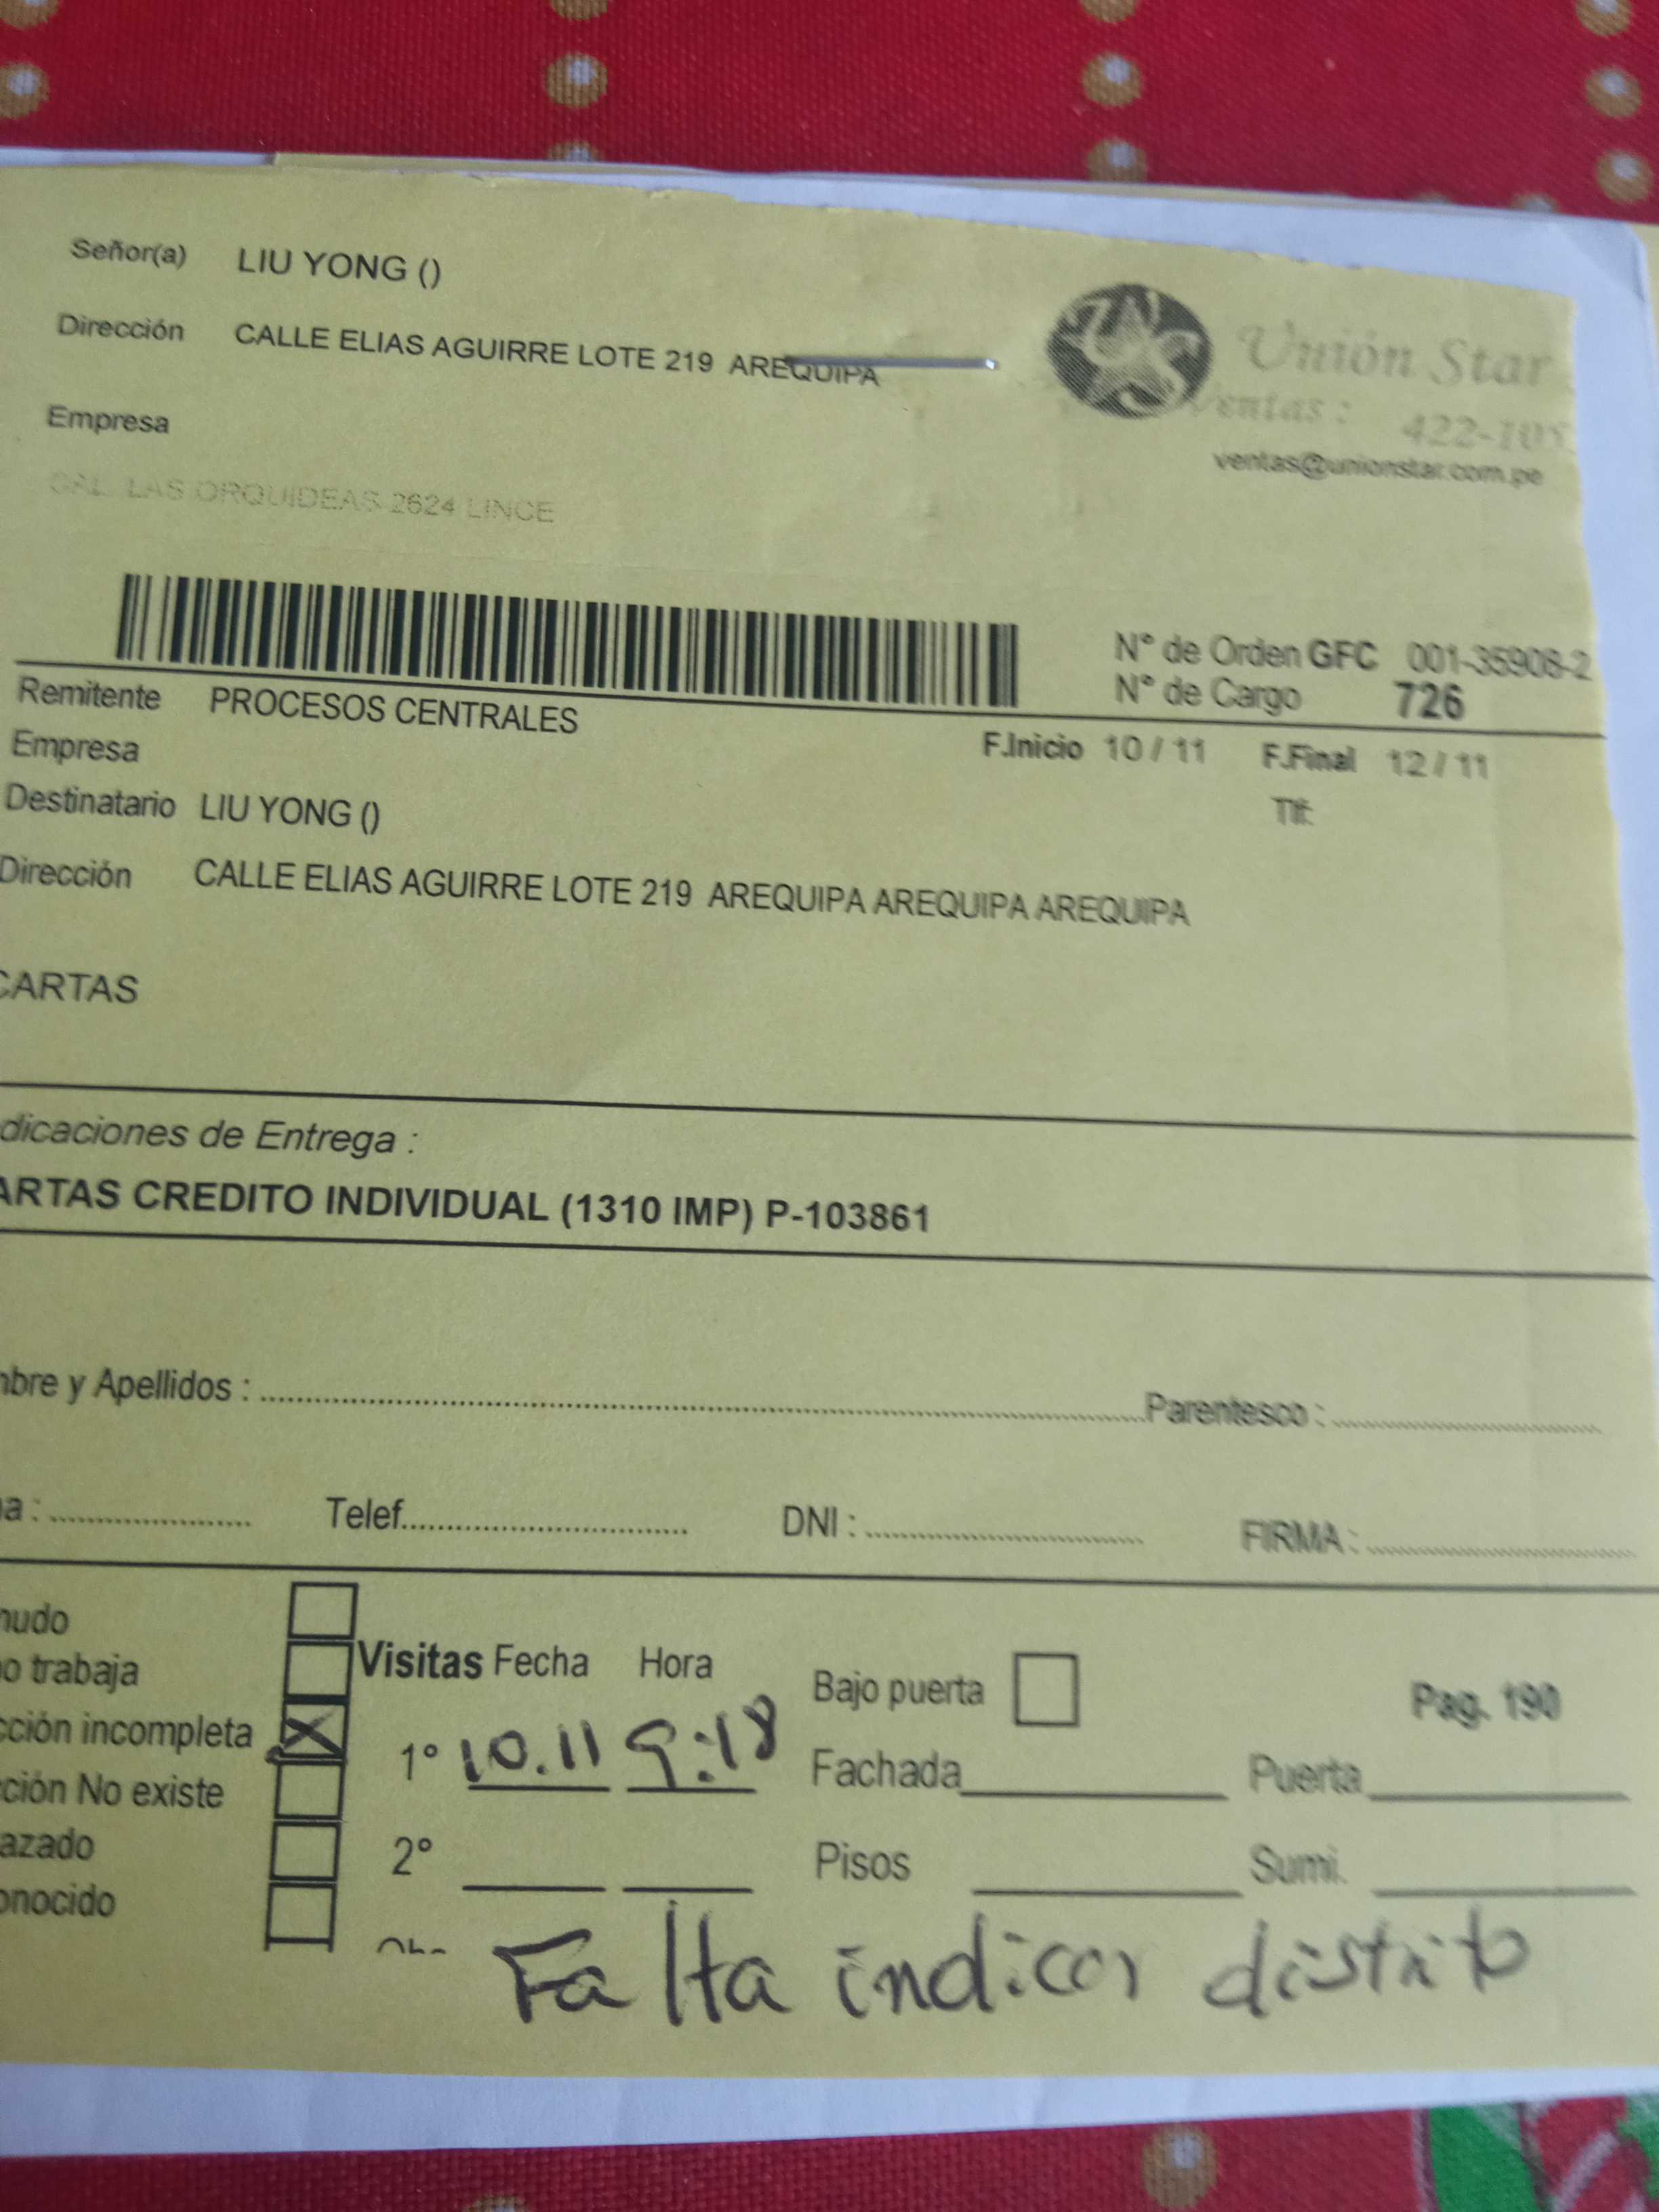 Señor(a) LIU YONG ()
Dirección CALLE ELIAS AGUIRRE LOTE 219 AREQUIPA
Unión Star
Ventas :
422-105
Empresa
ventas@unionstar.com.pe
CAL. LAS ORQUIDEAS 2624 LINCE
N° de Orden GFC 001-35908-2
N° de Cargo 726
Remitente PROCESOS CENTRALES
Empresa
F.Inicio 10 / 11 F.Final 12 / 11
Destinatario LIU YONG ()
Tlf:
Dirección CALLE ELIAS AGUIRRE LOTE 219 AREQUIPA AREQUIPA AREQUIPA
CARTAS
dicaciones de Entrega :
ARTAS CREDITO INDIVIDUAL (1310 IMP) P-103861
bre y Apellidos : Parentesco :
a : Telef. DNI : FIRMA :
mudo
o trabaja
Visitas Fecha Hora
Bajo puerta
Pag. 190
cción incompleta X
1° 10.11 9:18
Fachada Puerta
cción No existe
azado
2°
Pisos Sumi.
onocido
Falta indicar distrito